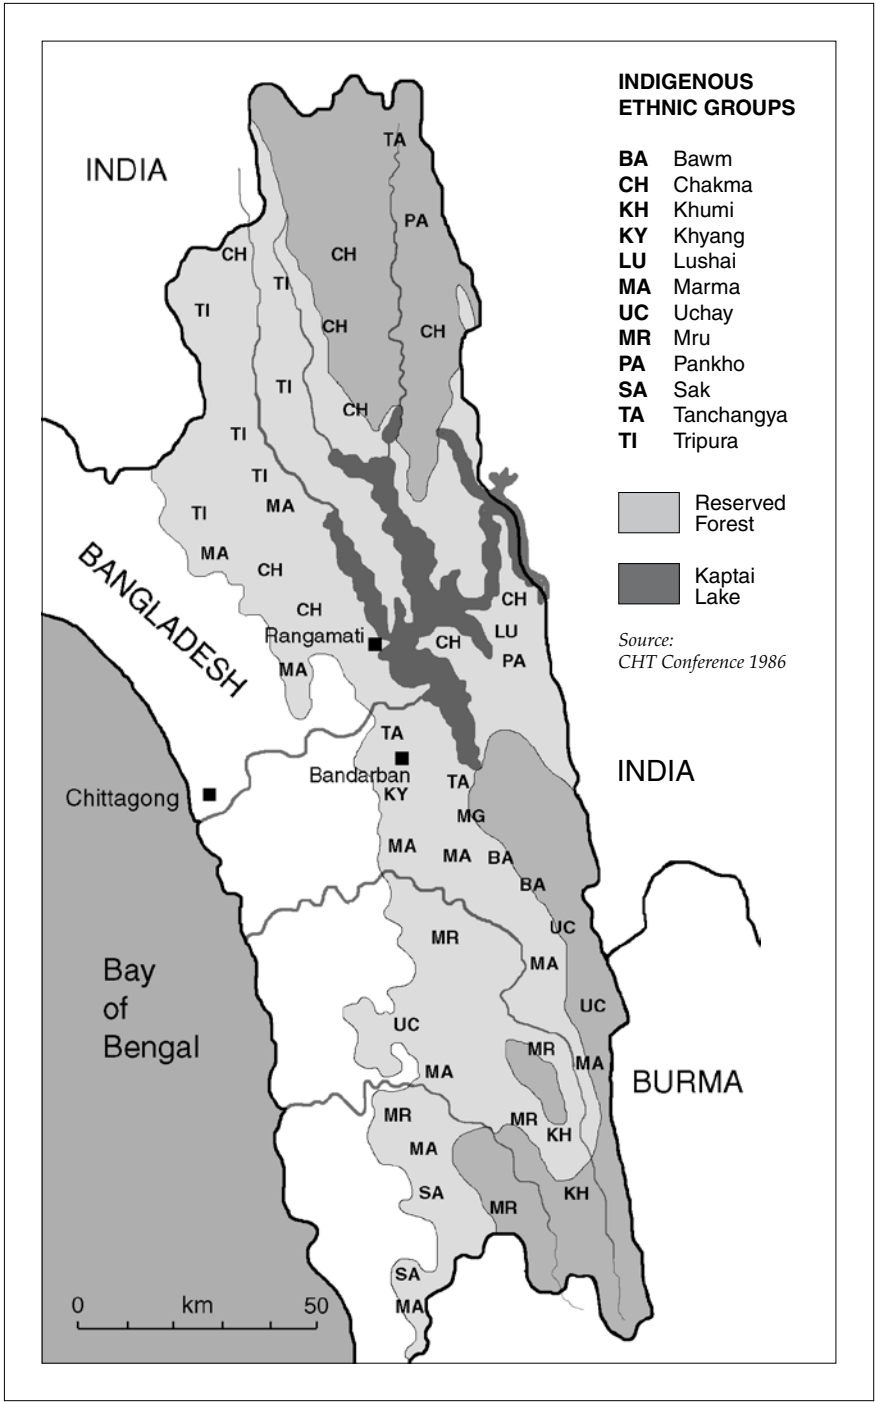 INDIGENOUS
ETHNIC GROUPS
BA Bawm
CH Chakma
KH Khumi
KY Khyang
LU Lushai
MA Marma
UC Uchay
MR Mru
PA Pankho
SA Sak
TA Tanchangya
TI Tripura
Reserved
Forest
Kaptai
Lake
Source:
CHT Conference 1986
TA
INDIA
PA
CH
CH
TI
TI
CH
CH
TI
CH
TI
TI
MA
TI
MA
CH
BANGLADESH
CH
CH
LU
Rangamati
CH
PA
MA
TA
INDIA
Bandarban
TA
KY
Chittagong
MG
MA
MA
BA
BA
UC
MR
MA
Bay
of
Bengal
UC
UC
MR
MA
MA
BURMA
MR
MR
KH
MA
SA
KH
MR
SA
MA
0 km 50